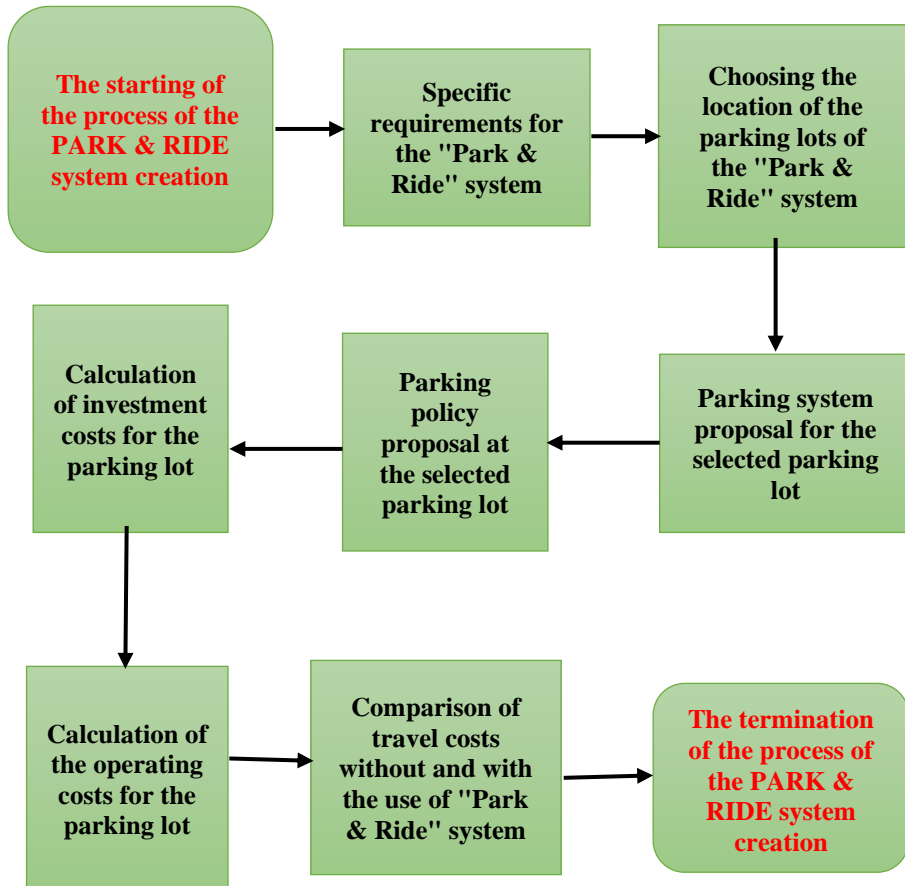 The starting of
the process of the
PARK & RIDE
system creation
Specific
requirements for
the "Park &
Ride" system
Choosing the
location of the
parking lots of
the "Park &
Ride" system
Parking system
proposal for the
selected parking
lot
Parking
policy
proposal at
the selected
parking lot
Calculation
of investment
costs for the
parking lot
Calculation of
the operating
costs for the
parking lot
Comparison of
travel costs
without and with
the use of "Park
& Ride" system
The termination
of the process of
the PARK &
RIDE system
creation